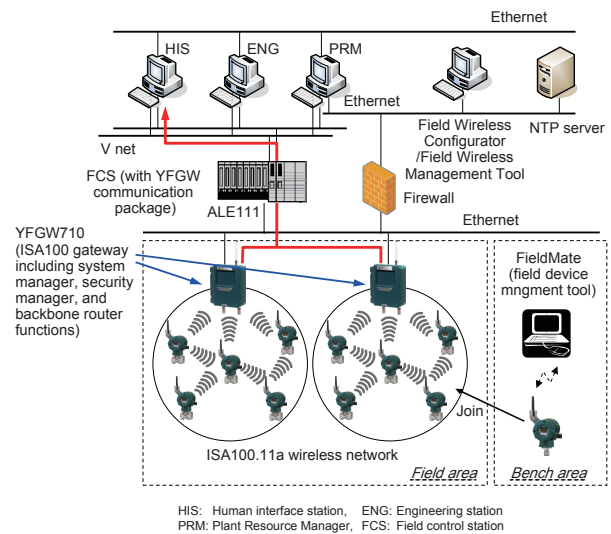 Ethernet
HIS
ENG
PRM
Ethernet
V net
Field Wireless
Configurator
/Field Wireless
Management Tool
NTP server
FCS (with YFGW
communication
package)
ALE111
Firewall
Ethernet
YFGW710
(ISA100 gateway
including system
manager, security
manager, and
backbone router
functions)
FieldMate
(field device
mngment tool)
Join
ISA100.11a wireless network
Field area
Bench area
HIS: Human interface station, ENG: Engineering station
PRM: Plant Resource Manager, FCS: Field control station